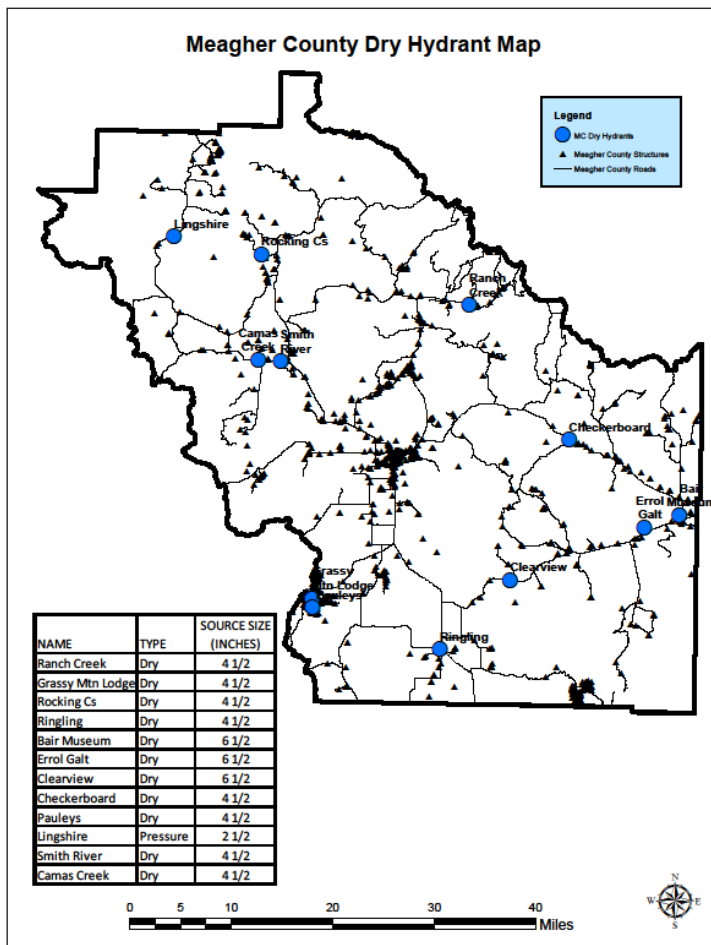 Meagher County Dry Hydrant Map
Legend
MC Dry Hydrants
Meagher County Structures
Meagher County Roads
Lingshire
Rocking Cs
Ranch
Creek
Camas
Creek
Smith
River
Checkerboard
Bair
Museum
Errol
Galt
Clearview
Grassy
Mtn Lodge
Pauleys
Ringling
NAME TYPE SOURCE SIZE (INCHES)
Ranch Creek Dry 4 1/2
Grassy Mtn Lodge Dry 4 1/2
Rocking Cs Dry 4 1/2
Ringling Dry 4 1/2
Bair Museum Dry 6 1/2
Errol Galt Dry 6 1/2
Clearview Dry 6 1/2
Checkerboard Dry 4 1/2
Pauleys Dry 4 1/2
Lingshire Pressure 2 1/2
Smith River Dry 4 1/2
Camas Creek Dry 4 1/2
0 5 10 20 30 40
Miles
N
W E
S